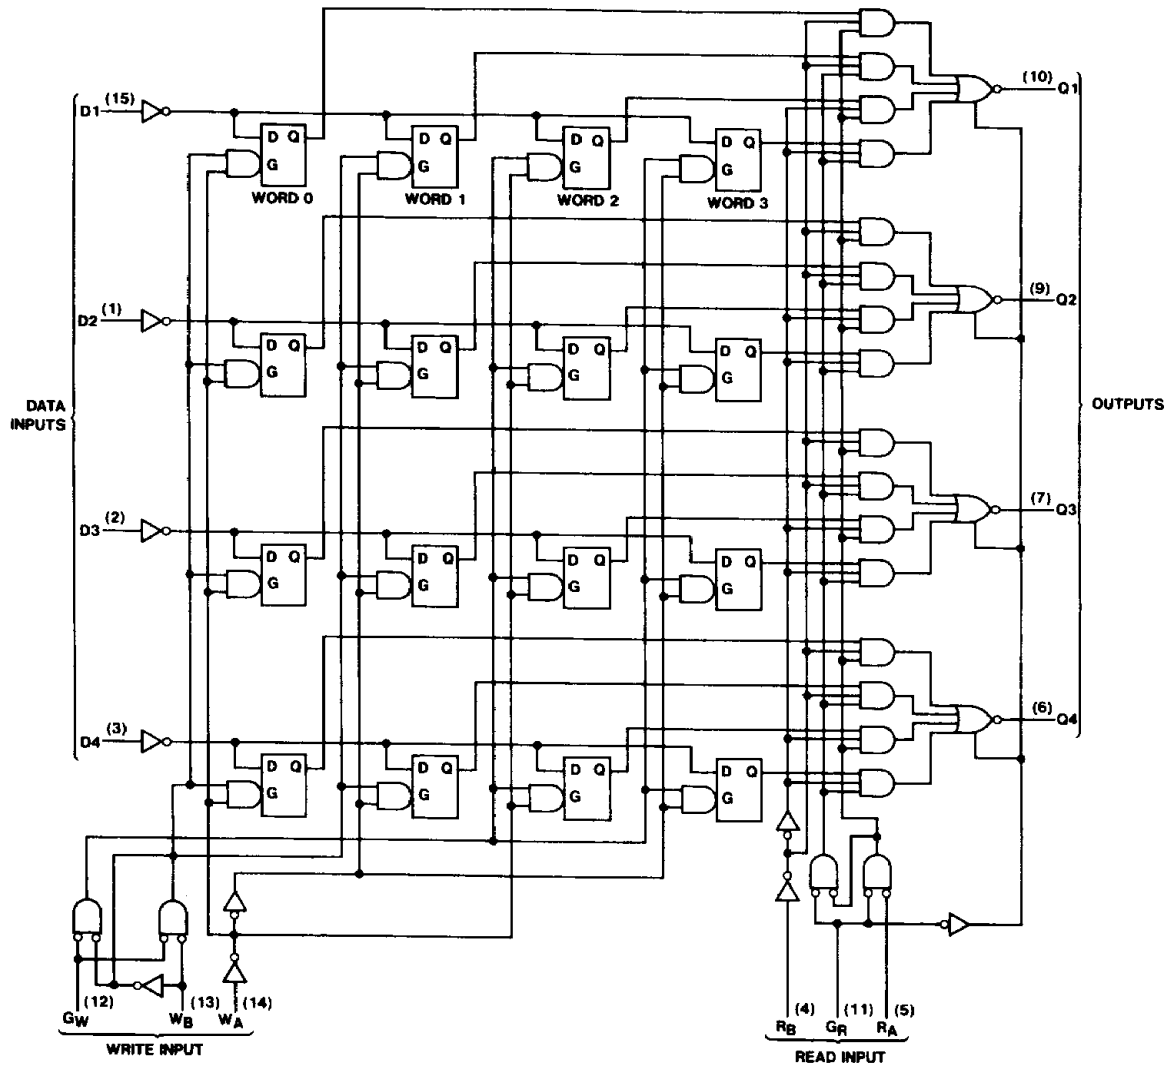 (15)
D1
D Q
G
WORD 0
D Q
G
WORD 1
D Q
G
WORD 2
D Q
G
WORD 3
(10)
Q1
(1)
D2
D Q
G
D Q
G
D Q
G
D Q
G
(9)
Q2
DATA
INPUTS
OUTPUTS
(2)
D3
D Q
G
D Q
G
D Q
G
D Q
G
(7)
Q3
(3)
D4
D Q
G
D Q
G
D Q
G
D Q
G
(6)
Q4
GW (12)
WB (13)
WA (14)
WRITE INPUT
RB (4)
GR (11)
RA (5)
READ INPUT